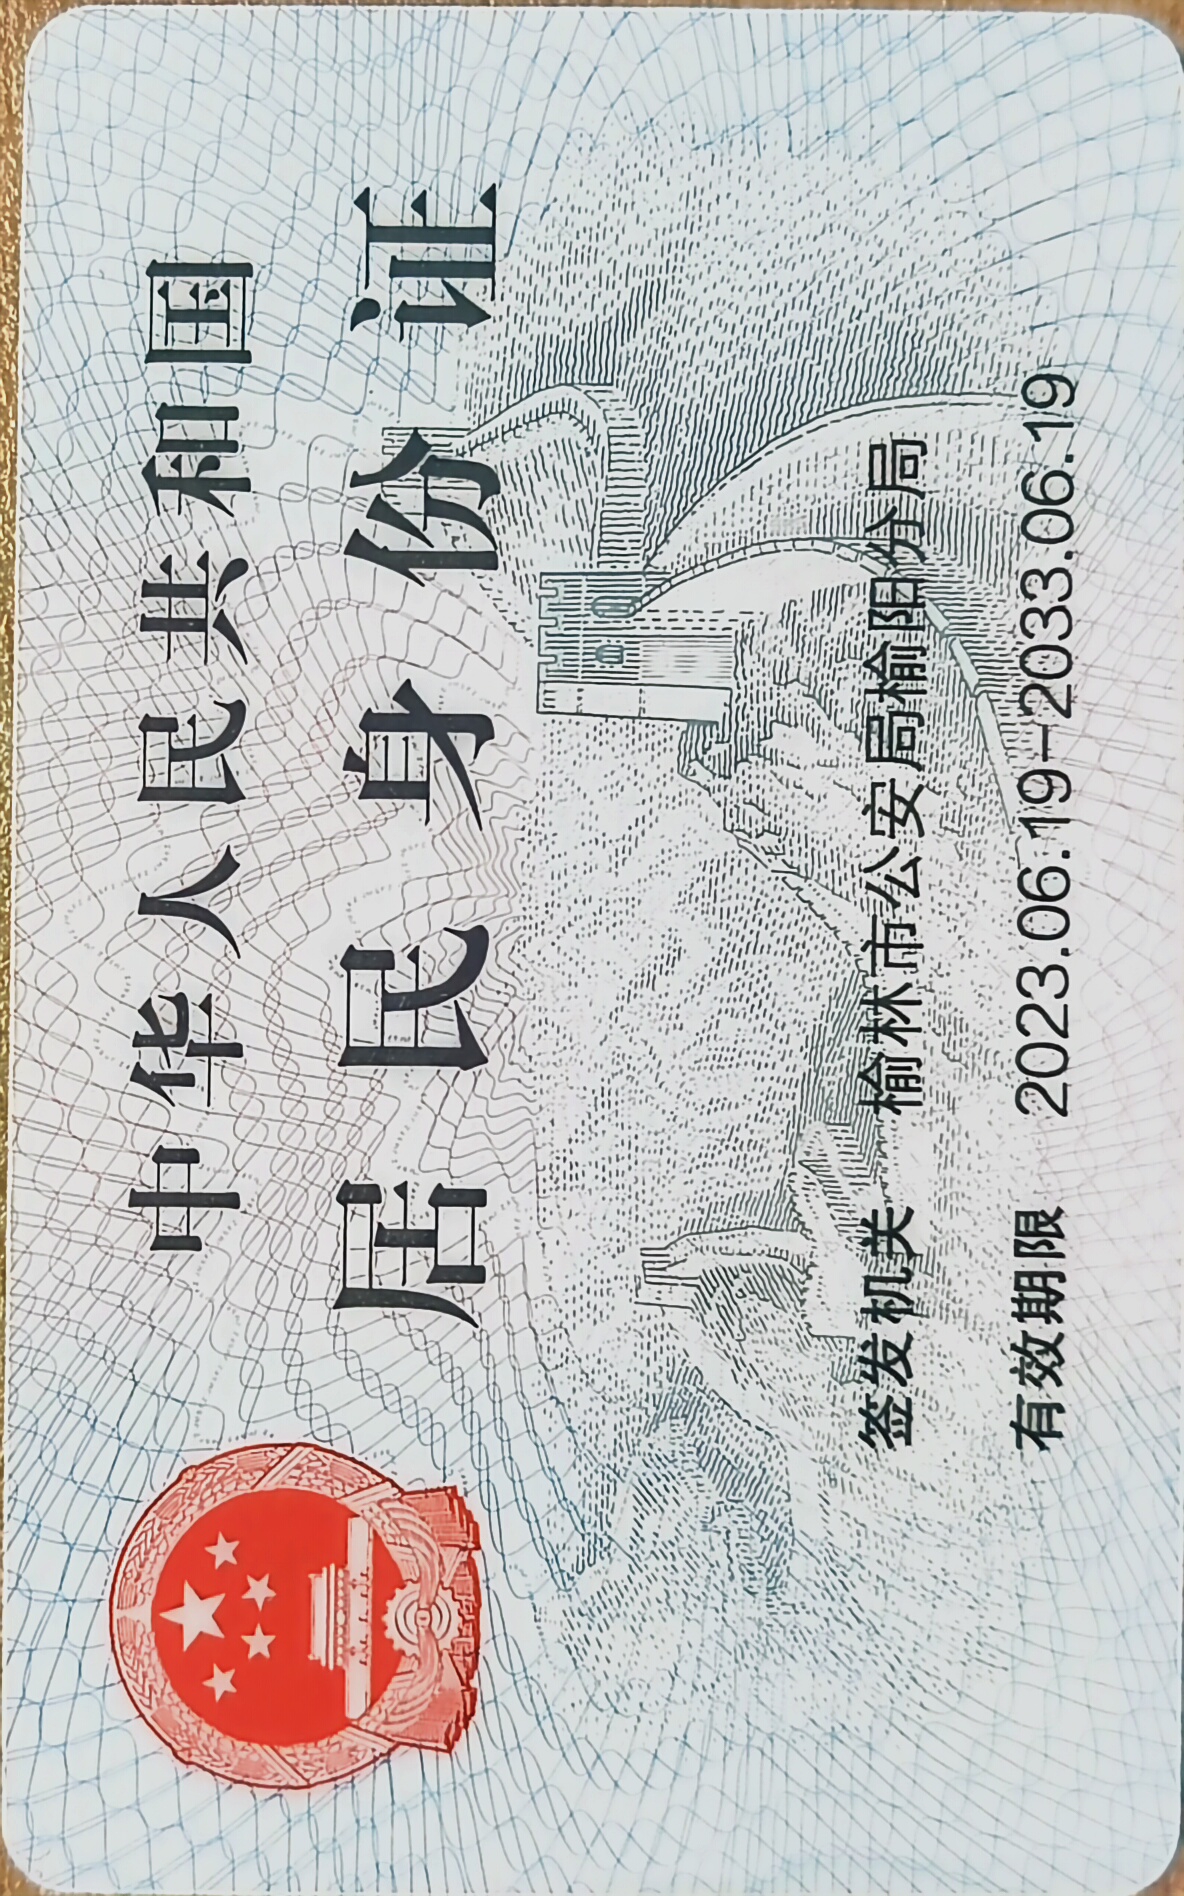 中华人民共和国
居民身份证
签发机关 榆林市公安局榆阳分局
有效期限 2023.06.19-2033.06.19